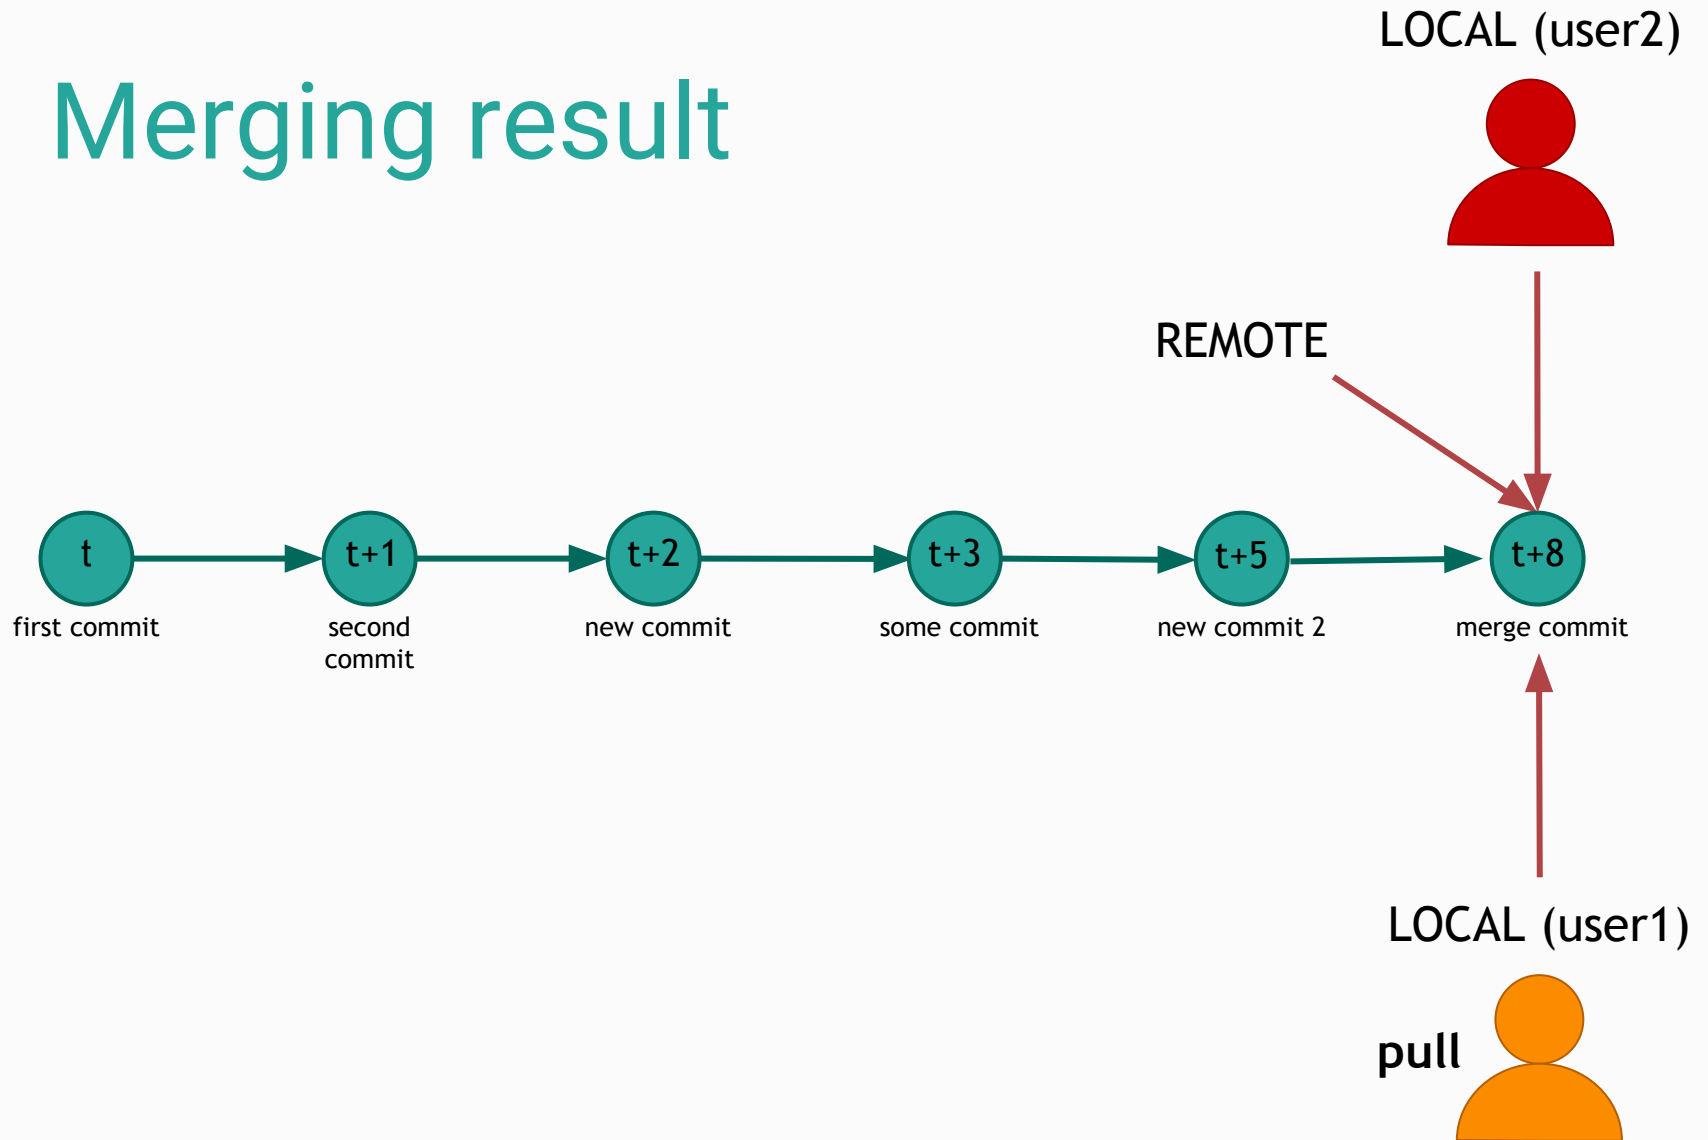 LOCAL (user2)
Merging result
REMOTE
t
t+1
t+2
t+3
t+5
t+8
first commit
second
commit
new commit
some commit
new commit 2
merge commit
LOCAL (user1)
pull